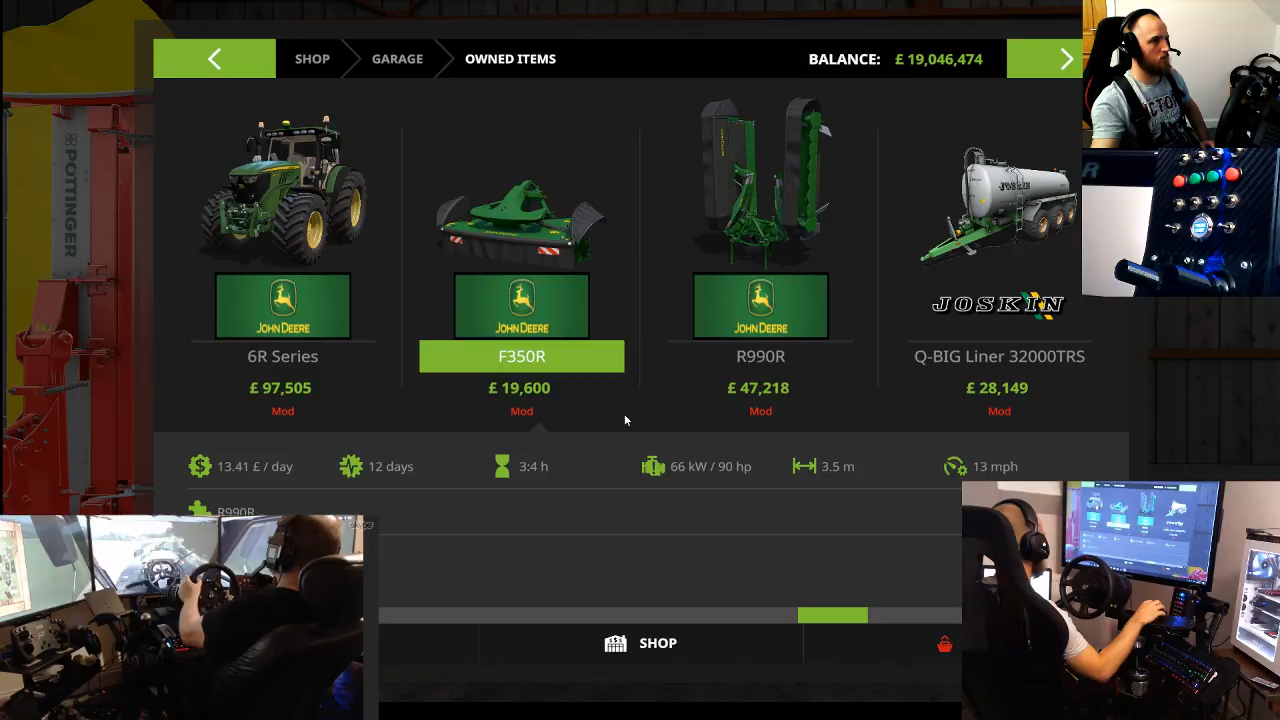 SHOP GARAGE OWNED ITEMS BALANCE: £ 19,046,474
PÖTTINGER
JOSKIN
JOHN DEERE JOHN DEERE JOHN DEERE JOSKIN
6R Series F350R R990R Q-BIG Liner 32000TRS
£ 97,505 £ 19,600 £ 47,218 £ 28,149
Mod Mod Mod Mod
13.41 £ / day 12 days 3:4 h 66 kW / 90 hp 3.5 m 13 mph
R990R
SHOP